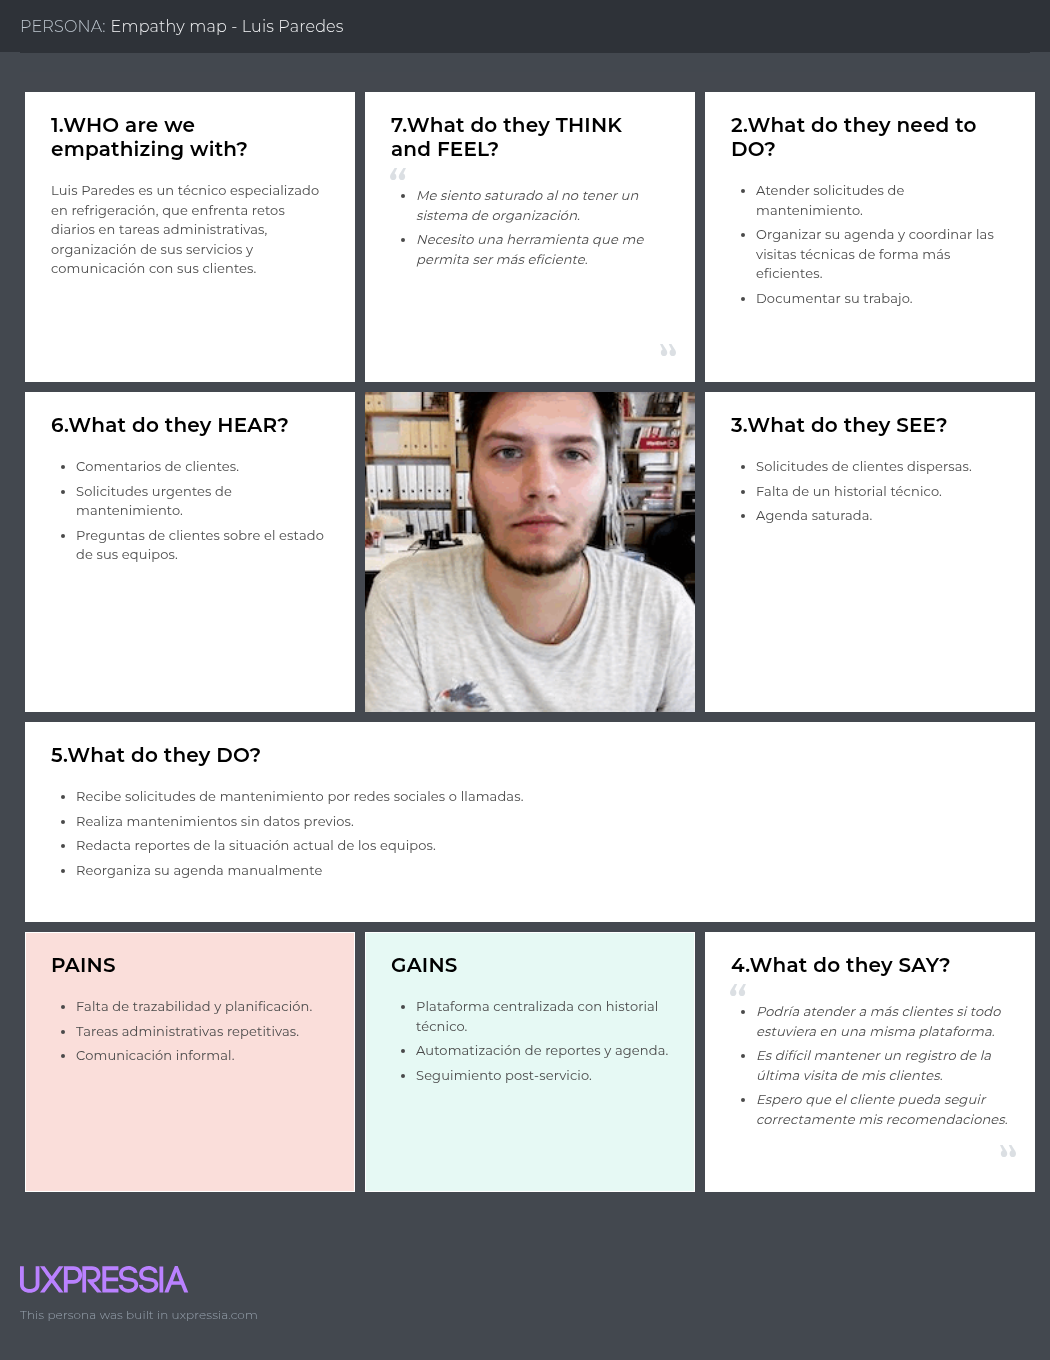 PERSONA: Empathy map - Luis Paredes
1.WHO are we
empathizing with?
Luis Paredes es un técnico especializado
en refrigeración, que enfrenta retos
diarios en tareas administrativas,
organización de sus servicios y
comunicación con sus clientes.
7.What do they THINK
and FEEL?
“
• Me siento saturado al no tener un
sistema de organización.
• Necesito una herramienta que me
permita ser más eficiente.
”
2.What do they need to
DO?
• Atender solicitudes de
mantenimiento.
• Organizar su agenda y coordinar las
visitas técnicas de forma más
eficientes.
• Documentar su trabajo.
6.What do they HEAR?
• Comentarios de clientes.
• Solicitudes urgentes de
mantenimiento.
• Preguntas de clientes sobre el estado
de sus equipos.
3.What do they SEE?
• Solicitudes de clientes dispersas.
• Falta de un historial técnico.
• Agenda saturada.
5.What do they DO?
• Recibe solicitudes de mantenimiento por redes sociales o llamadas.
• Realiza mantenimientos sin datos previos.
• Redacta reportes de la situación actual de los equipos.
• Reorganiza su agenda manualmente
PAINS
• Falta de trazabilidad y planificación.
• Tareas administrativas repetitivas.
• Comunicación informal.
GAINS
• Plataforma centralizada con historial
técnico.
• Automatización de reportes y agenda.
• Seguimiento post-servicio.
4.What do they SAY?
“
• Podría atender a más clientes si todo
estuviera en una misma plataforma.
• Es difícil mantener un registro de la
última visita de mis clientes.
• Espero que el cliente pueda seguir
correctamente mis recomendaciones.
”
UXPRESSIA
This persona was built in uxpressia.com